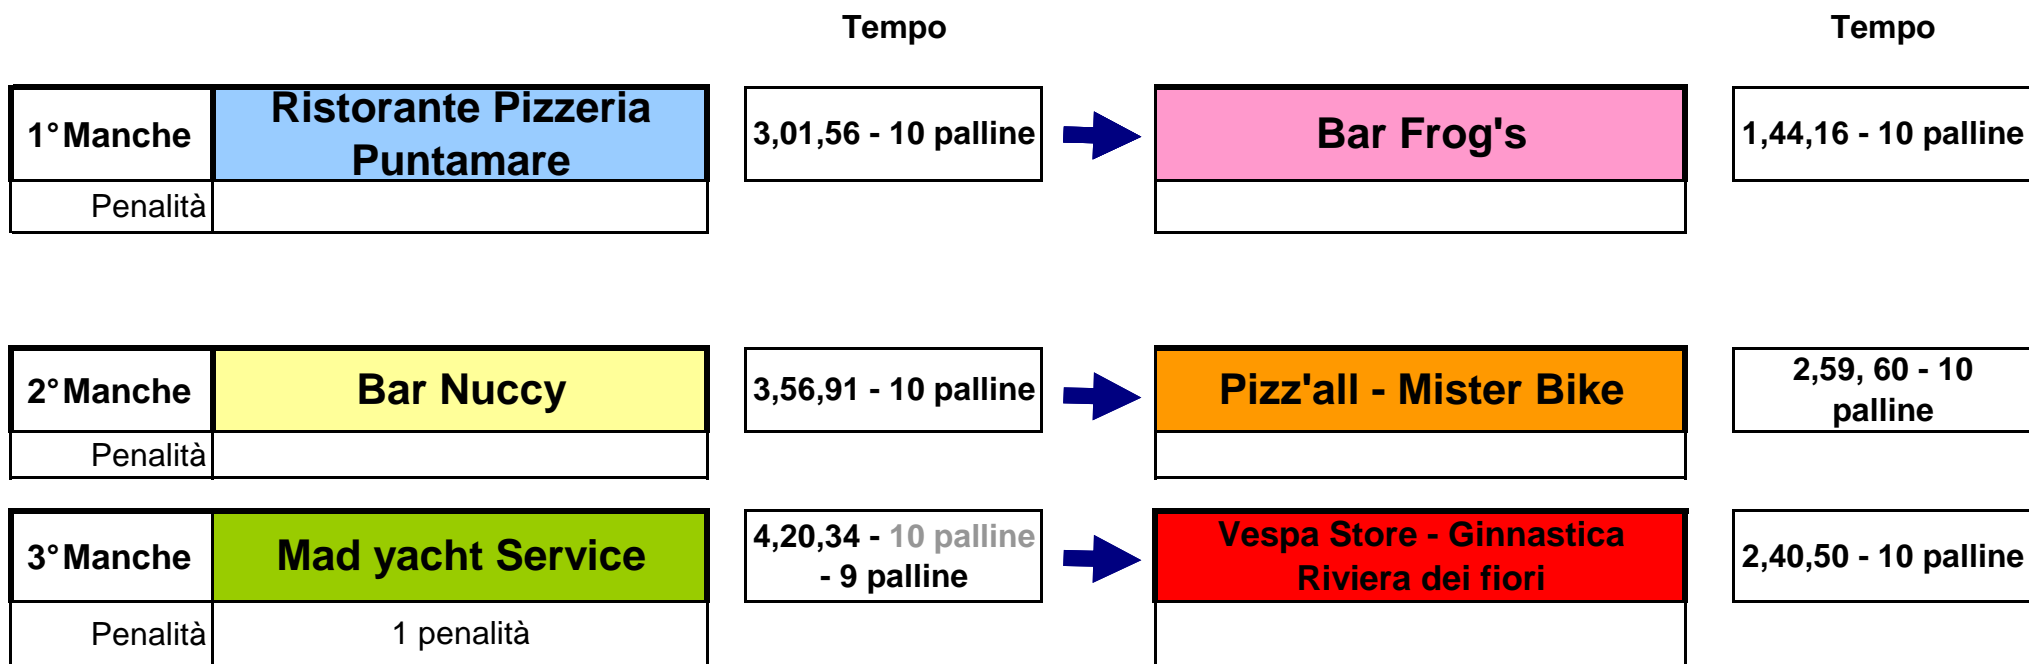 Tempo Tempo
1°Manche Ristorante Pizzeria
Puntamare 3,01,56 - 10 palline Bar Frog's 1,44,16 - 10 palline
Penalità
2°Manche Bar Nuccy 3,56,91 - 10 palline Pizz'all - Mister Bike 2,59, 60 - 10
palline
Penalità
3°Manche Mad yacht Service 4,20,34 - 10 palline
- 9 palline Vespa Store - Ginnastica
Riviera dei fiori 2,40,50 - 10 palline
Penalità 1 penalità